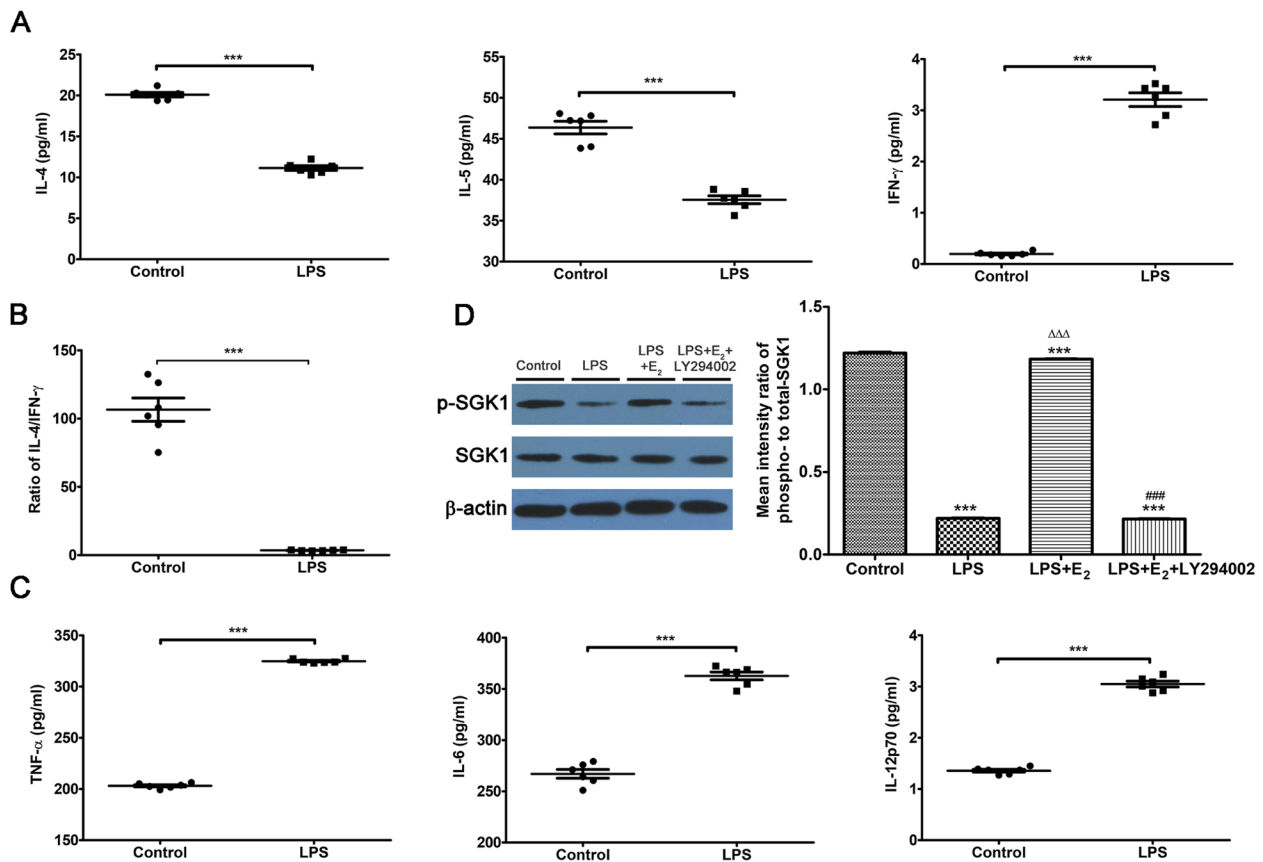 A
IL-4 (pg/ml)
25
20
15
10
5
0
***
Control LPS
IL-5 (pg/ml)
55
50
45
40
35
30
***
Control LPS
IFN-γ (pg/ml)
4
3
2
1
0
***
Control LPS
B
Ratio of IL-4/IFN-γ
150
100
50
0
***
Control LPS
D
Control LPS LPS +E₂ LPS+E₂+ LY294002
p-SGK1
SGK1
β-actin
Mean intensity ratio of
phospho- to total-SGK1
1.5
1.0
0.5
0.0
***
ΔΔΔ
***
###
***
Control LPS LPS+E₂ LPS+E₂+LY294002
C
TNF-α (pg/ml)
350
300
250
200
150
***
Control LPS
IL-6 (pg/ml)
400
350
300
250
200
***
Control LPS
IL-12p70 (pg/ml)
4
3
2
1
0
***
Control LPS